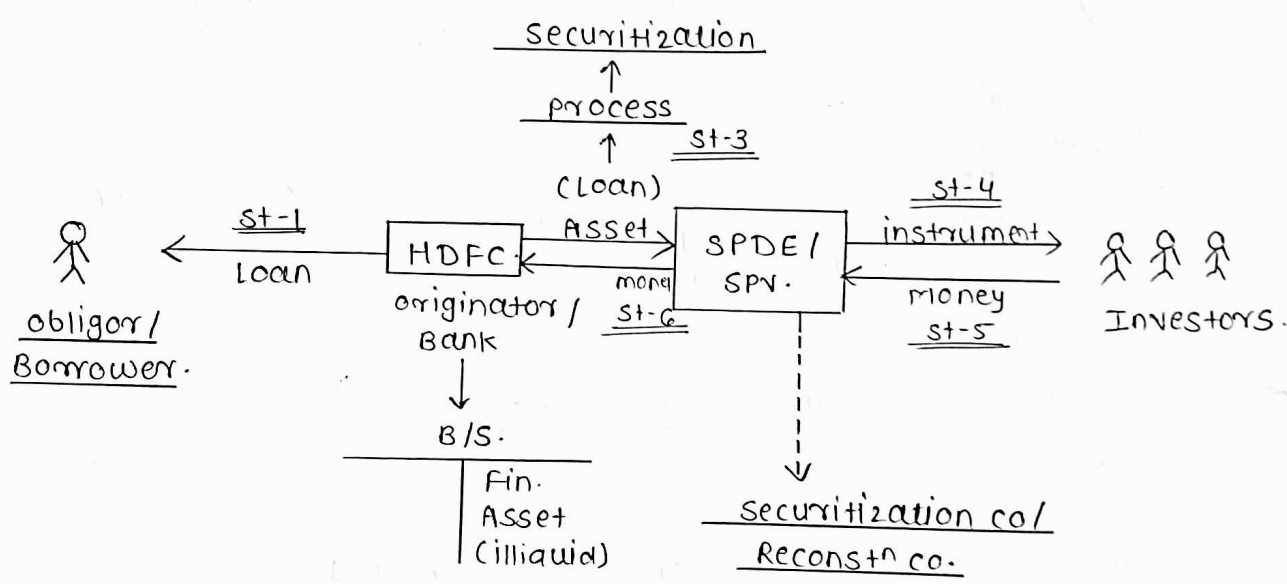 Securitization
Process
St-3
(Loan)
St-4
St-1
Asset
instrument
HDFC.
SPDE/
SPV.
Loan
money
money
originator/
Bank
St-6
St-5
Investors.
obligor/
Borrower.
B/S.
Fin.
Asset
(illiquid)
Securitization co/
Reconstn co.